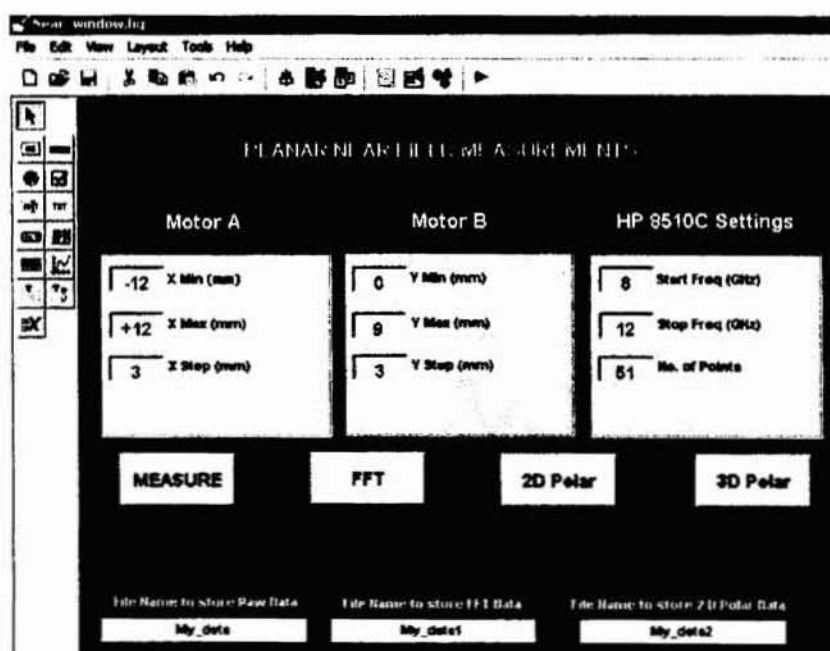 Near_window.fig
File Edit View Layout Tools Help
TXT
PLANAR NEAR FIELD MEASUREMENTS
Motor A Motor B HP 8510C Settings
-12 X Min (mm) 0 Y Min (mm) 8 Start Freq (GHz)
+12 X Max (mm) 9 Y Max (mm) 12 Stop Freq (GHz)
3 X Step (mm) 3 Y Step (mm) 51 No. of Points
MEASURE FFT 2D Polar 3D Polar
File Name to store Raw Data File Name to store FFT Data File Name to store 2 D Polar Data
My_data My_data1 My_data2